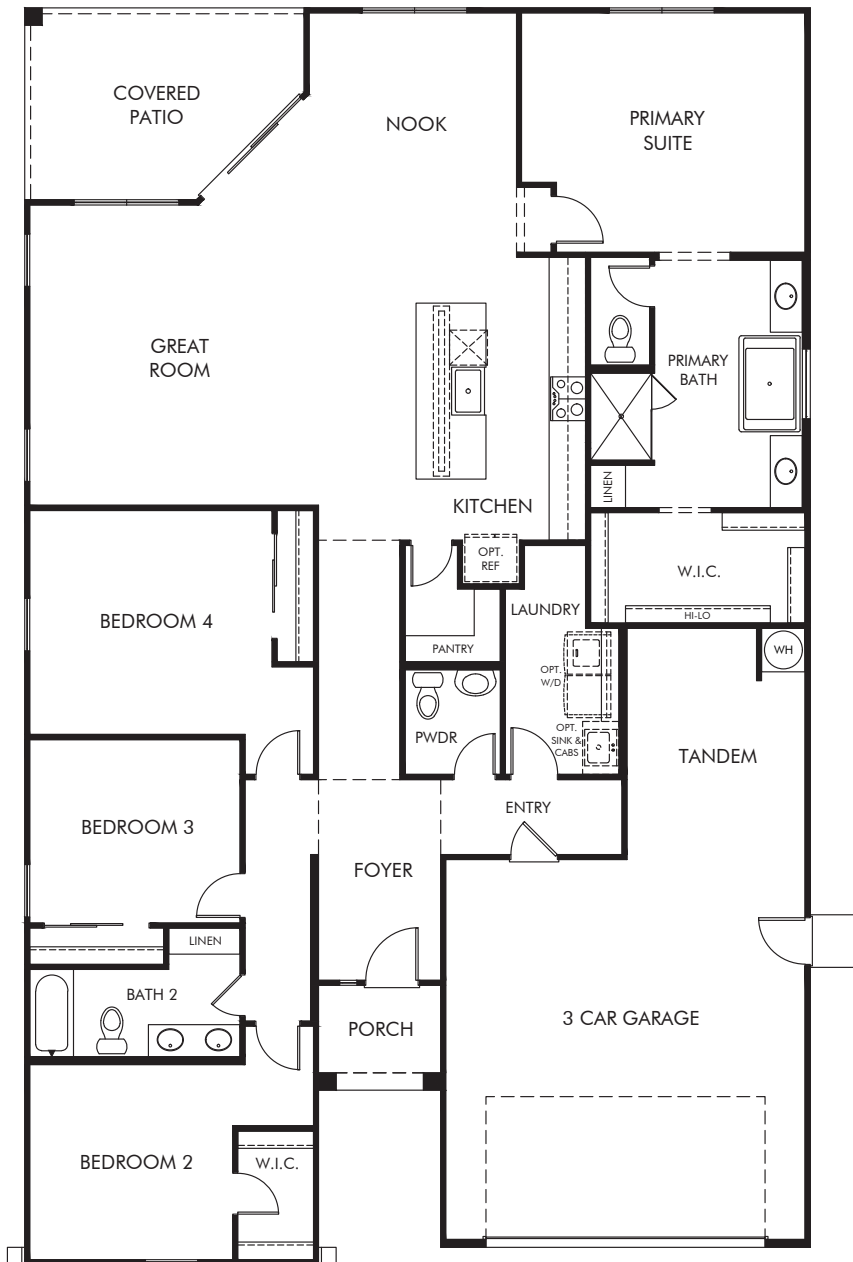 COVERED
PATIO
NOOK
PRIMARY
SUITE
GREAT
ROOM
PRIMARY
BATH
LINEN
KITCHEN
OPT.
REF
W.I.C.
HI-LO
LAUNDRY
BEDROOM 4
PANTRY
WH
OPT.
W/D
PWDR
OPT.
SINK &
CABS
TANDEM
ENTRY
BEDROOM 3
FOYER
LINEN
BATH 2
PORCH
3 CAR GARAGE
BEDROOM 2
W.I.C.